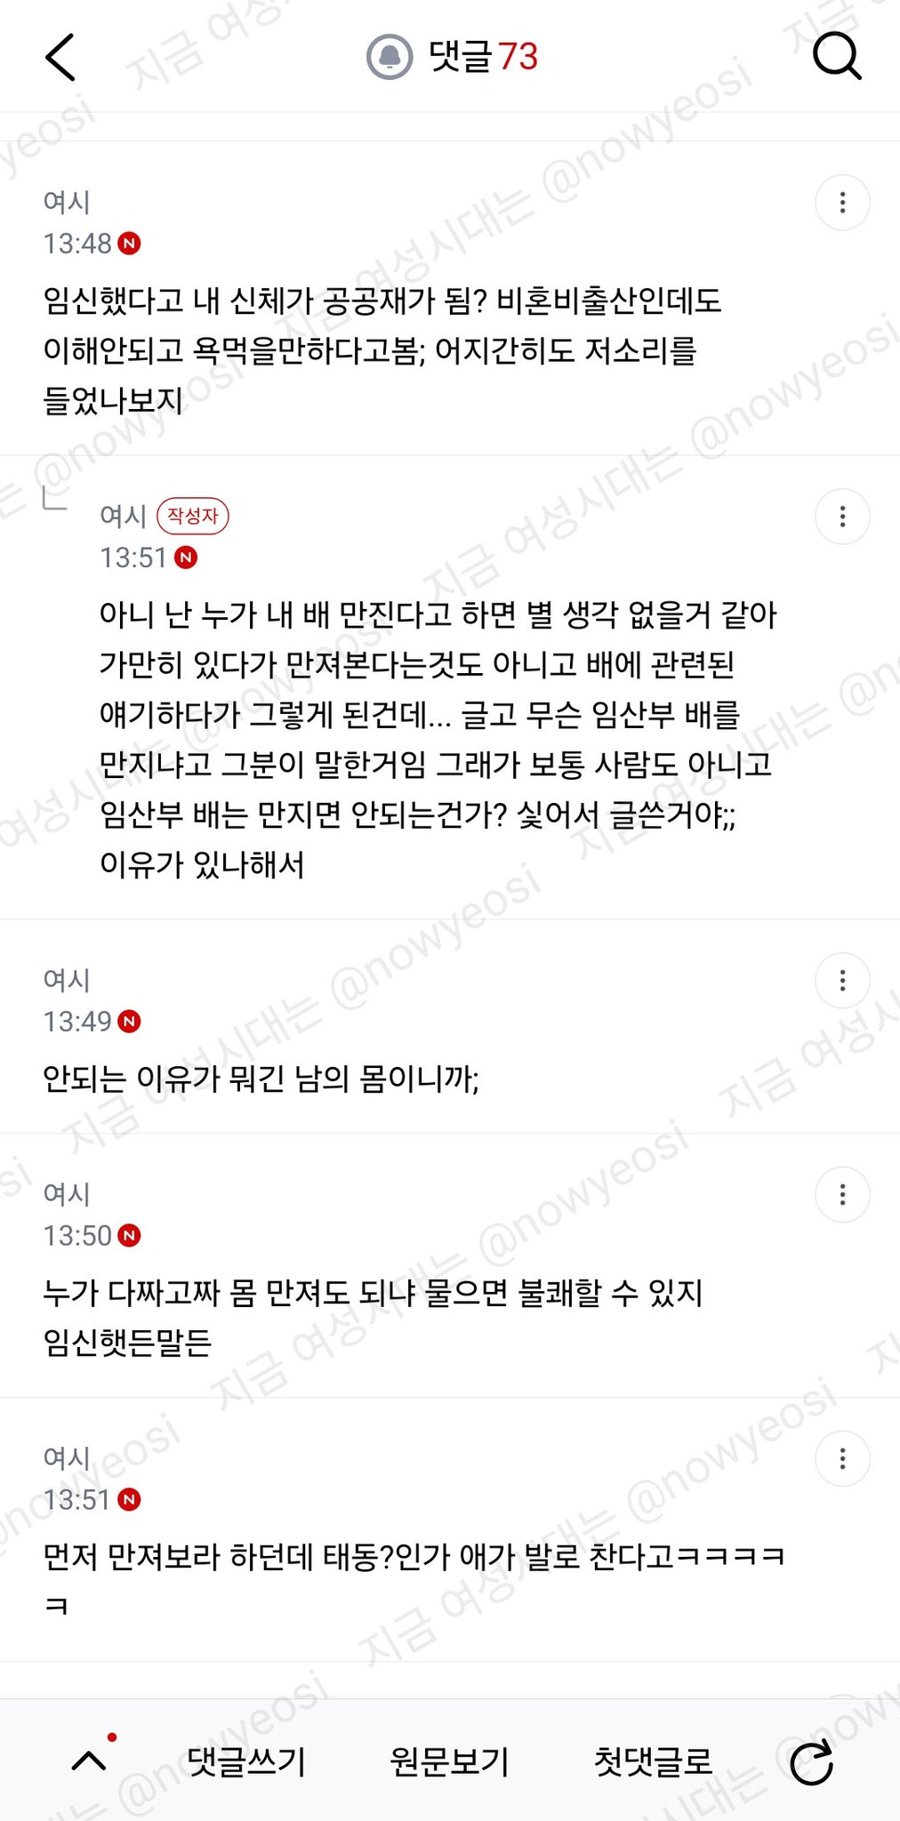 댓글 73
여시
13:48 N
임신했다고 내 신체가 공공재가 됨? 비혼비출산인데도
이해안되고 욕먹을만하다고봄; 어지간히도 저소리를
들었나보지
여시 작성자
13:51 N
아니 난 누가 내 배 만진다고 하면 별 생각 없을거 같아
가만히 있다가 만져본다는것도 아니고 배에 관련된
얘기하다가 그렇게 된건데... 글고 무슨 임산부 배를
만지냐고 그분이 말한거임 그래가 보통 사람도 아니고
임산부 배는 만지면 안되는건가? 싶어서 글쓴거야;;
이유가 있나해서
여시
13:49 N
안되는 이유가 뭐긴 남의 몸이니까;
여시
13:50 N
누가 다짜고짜 몸 만져도 되냐 물으면 불쾌할 수 있지
임신햇든말든
여시
13:51 N
먼저 만져보라 하던데 태동?인가 애가 발로 찬다고ㅋㅋㅋㅋ
ㅋ
댓글쓰기 원문보기 첫댓글로
지금 여성시대는 @nowyeosi